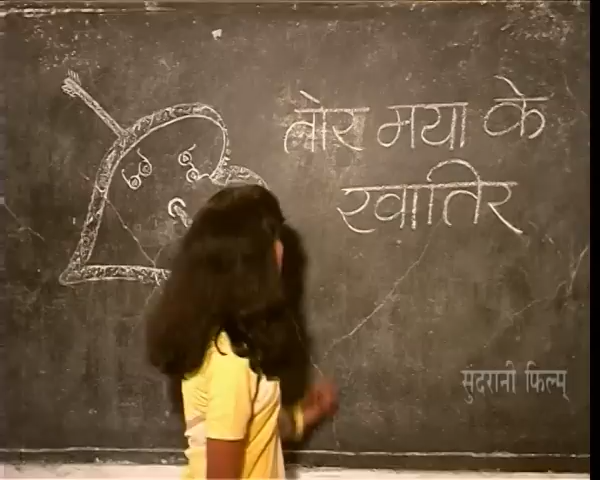 तोर मया के
खातिर
सुंदरानी फिल्म्